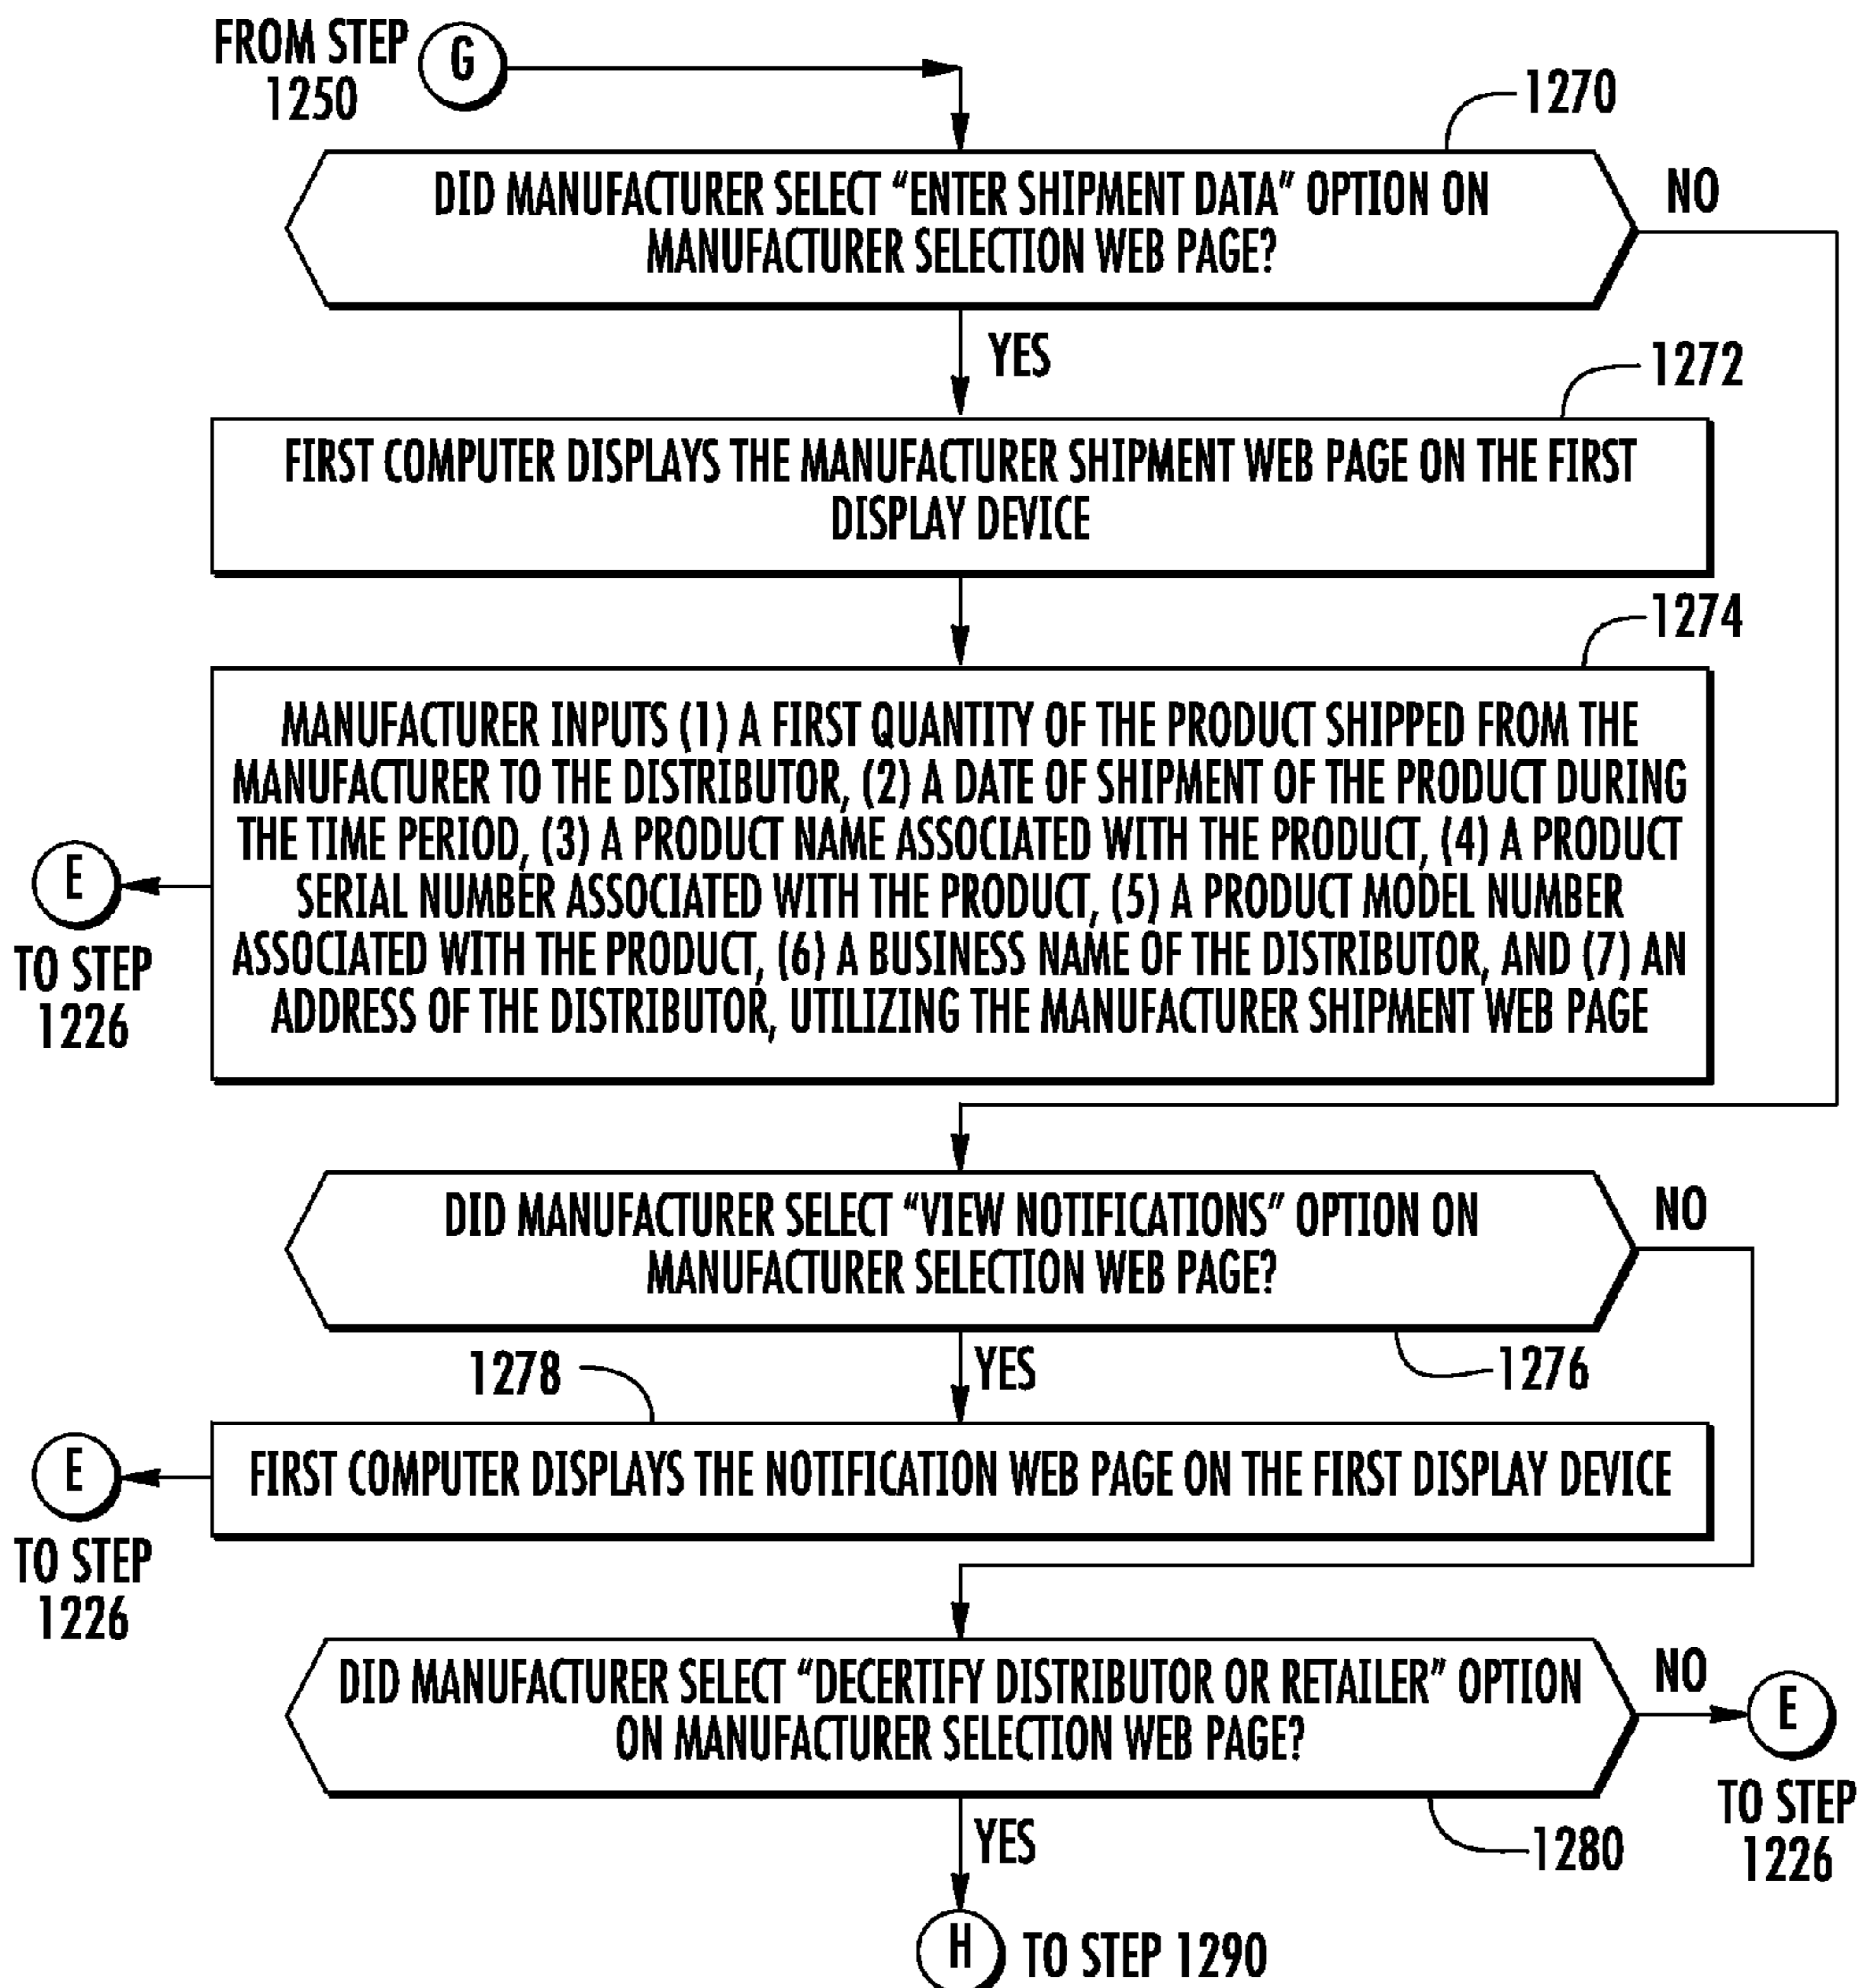 FROM STEP
1250
G
1270
DID MANUFACTURER SELECT “ENTER SHIPMENT DATA” OPTION ON
MANUFACTURER SELECTION WEB PAGE?
NO
YES
1272
FIRST COMPUTER DISPLAYS THE MANUFACTURER SHIPMENT WEB PAGE ON THE FIRST
DISPLAY DEVICE
1274
MANUFACTURER INPUTS (1) A FIRST QUANTITY OF THE PRODUCT SHIPPED FROM THE
MANUFACTURER TO THE DISTRIBUTOR, (2) A DATE OF SHIPMENT OF THE PRODUCT DURING
THE TIME PERIOD, (3) A PRODUCT NAME ASSOCIATED WITH THE PRODUCT, (4) A PRODUCT
SERIAL NUMBER ASSOCIATED WITH THE PRODUCT, (5) A PRODUCT MODEL NUMBER
ASSOCIATED WITH THE PRODUCT, (6) A BUSINESS NAME OF THE DISTRIBUTOR, AND (7) AN
ADDRESS OF THE DISTRIBUTOR, UTILIZING THE MANUFACTURER SHIPMENT WEB PAGE
E
TO STEP
1226
DID MANUFACTURER SELECT “VIEW NOTIFICATIONS” OPTION ON
MANUFACTURER SELECTION WEB PAGE?
NO
YES
1276
1278
FIRST COMPUTER DISPLAYS THE NOTIFICATION WEB PAGE ON THE FIRST DISPLAY DEVICE
E
TO STEP
1226
DID MANUFACTURER SELECT “DECERTIFY DISTRIBUTOR OR RETAILER” OPTION
ON MANUFACTURER SELECTION WEB PAGE?
NO
E
TO STEP
1226
YES
1280
H
TO STEP 1290